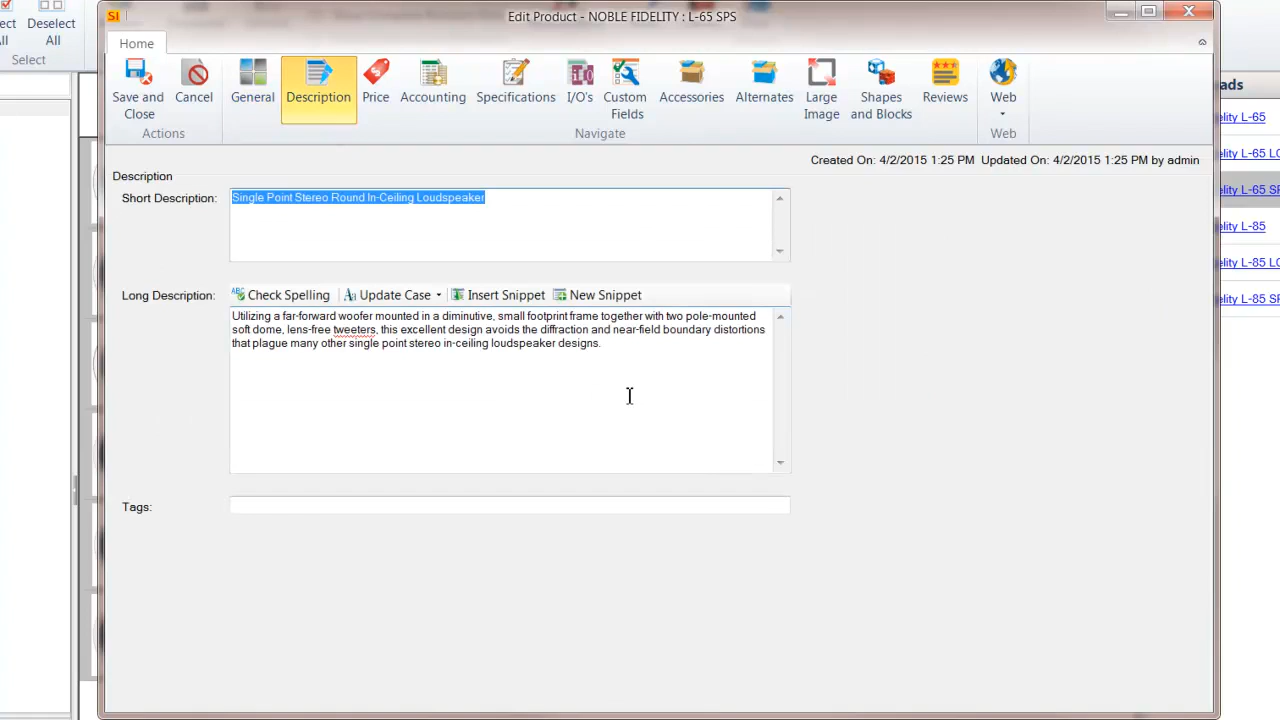 SI
Edit Product - NOBLE FIDELITY : L-65 SPS
Deselect
All
Select
Home
Save and
Close
Cancel
General
Description
Price
Accounting
Specifications
I/O's
Custom
Fields
Accessories
Alternates
Large
Image
Shapes
and Blocks
Reviews
Web
Actions
Navigate
Web
Created On: 4/2/2015 1:25 PM Updated On: 4/2/2015 1:25 PM by admin
Description
Short Description:
Single Point Stereo Round In-Ceiling Loudspeaker
Long Description:
ABC Check Spelling
Aa Update Case
Insert Snippet
New Snippet
Utilizing a far-forward woofer mounted in a diminutive, small footprint frame together with two pole-mounted
soft dome, lens-free tweeters, this excellent design avoids the diffraction and near-field boundary distortions
that plague many other single point stereo in-ceiling loudspeaker designs.
Tags:
ads
elity L-65
elity L-65 LC
elity L-65 SP
elity L-85
elity L-85 LC
elity L-85 SP